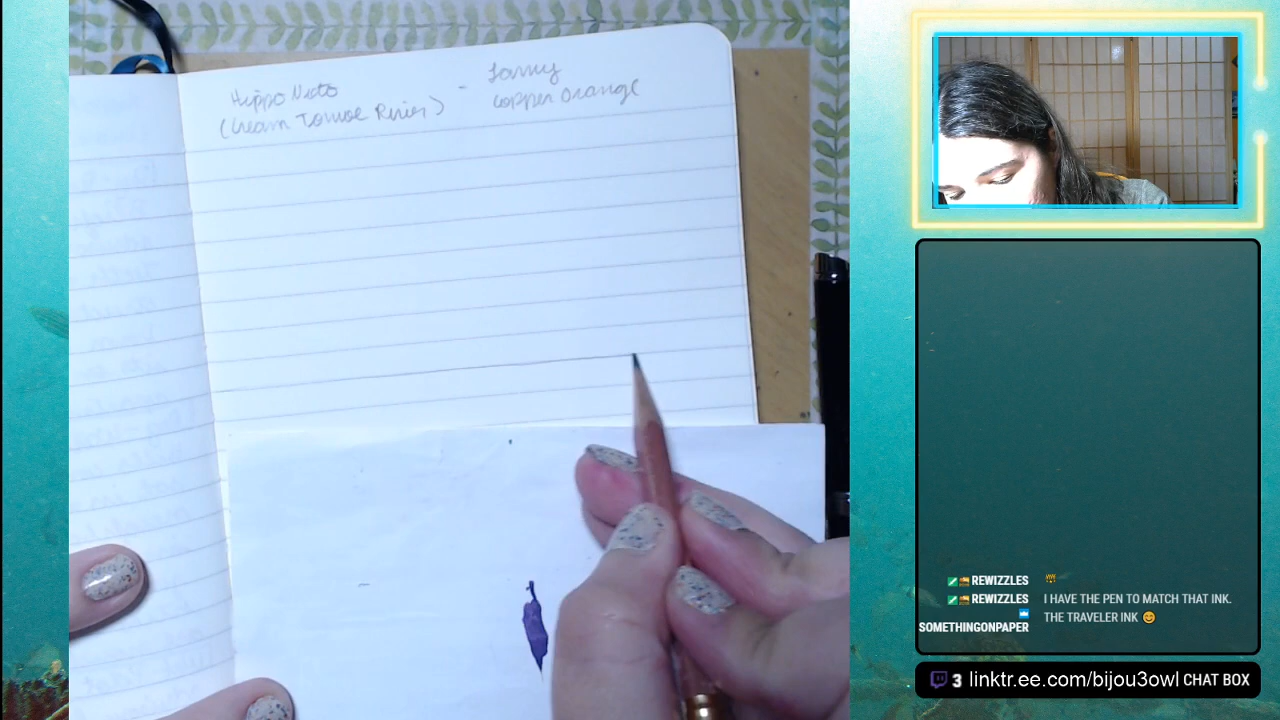 Hippo Noto
(Cream Tomoe River)
- Lamy
Copper Orange
REWIZZLES
REWIZZLES I HAVE THE PEN TO MATCH THAT INK.
SOMETHINGONPAPER THE TRAVELER INK 😊
3 linktr.ee.com/bijou3owl CHAT BOX